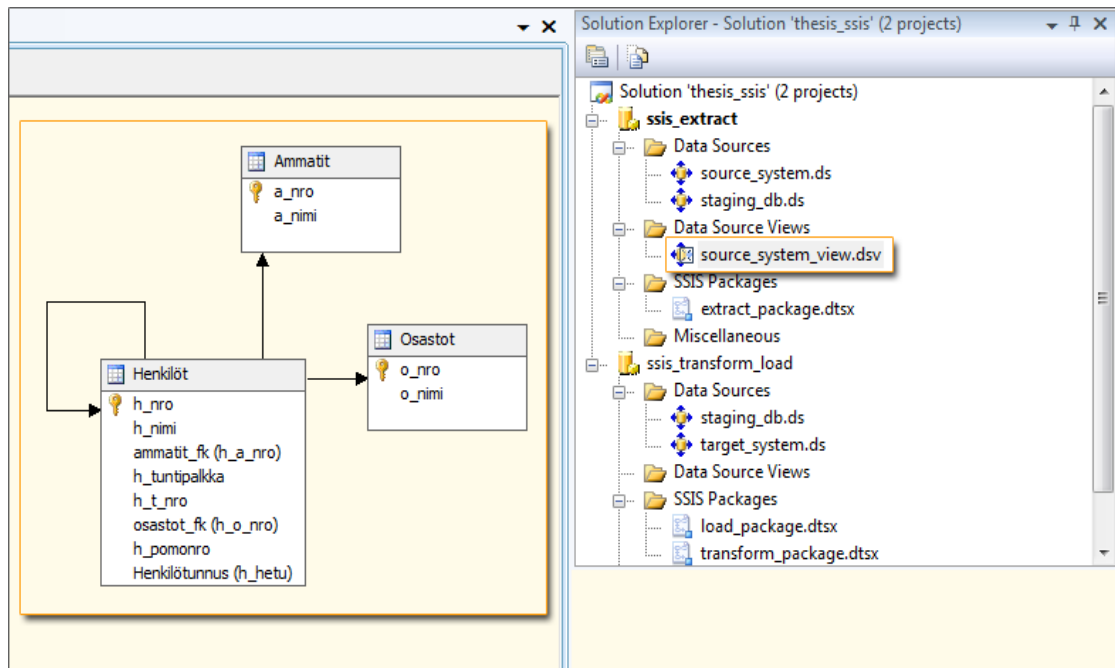 Ammatit
a_nro
a_nimi
Osastot
o_nro
o_nimi
Henkilöt
h_nro
h_nimi
ammatit_fk (h_a_nro)
h_tuntipalkka
h_t_nro
osastot_fk (h_o_nro)
h_pomonro
Henkilötunnus (h_hetu)
Solution Explorer - Solution 'thesis_ssis' (2 projects)
Solution 'thesis_ssis' (2 projects)
ssis_extract
Data Sources
source_system.ds
staging_db.ds
Data Source Views
source_system_view.dsv
SSIS Packages
extract_package.dtsx
Miscellaneous
ssis_transform_load
Data Sources
staging_db.ds
target_system.ds
Data Source Views
SSIS Packages
load_package.dtsx
transform_package.dtsx